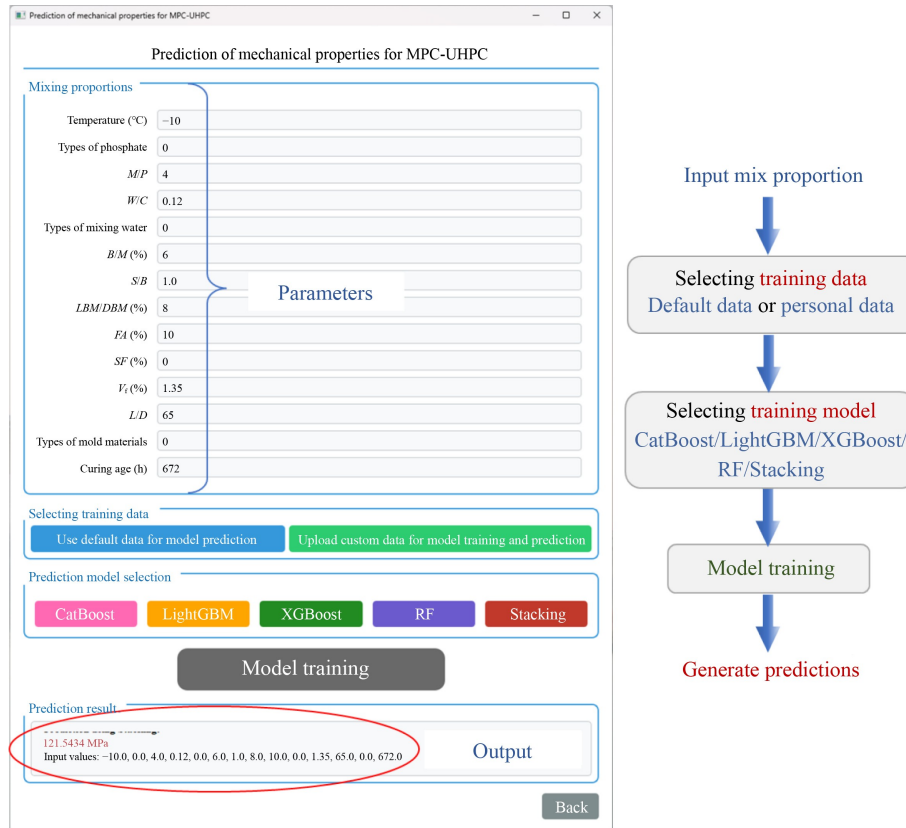 Prediction of mechanical properties for MPC-UHPC
Prediction of mechanical properties for MPC-UHPC
Mixing proportions
Temperature (°C) −10
Types of phosphate 0
M/P 4
W/C 0.12
Types of mixing water 0
B/M (%) 6
S/B 1.0
LBM/DBM (%) 8
FA (%) 10
SF (%) 0
Vf (%) 1.35
L/D 65
Types of mold materials 0
Curing age (h) 672
Parameters
Selecting training data
Use default data for model prediction
Upload custom data for model training and prediction
Prediction model selection
CatBoost LightGBM XGBoost RF Stacking
Model training
Prediction result
121.5434 MPa
Input values: −10.0, 0.0, 4.0, 0.12, 0.0, 6.0, 1.0, 8.0, 10.0, 0.0, 1.35, 65.0, 0.0, 672.0
Output
Back
Input mix proportion
Selecting training data
Default data or personal data
Selecting training model
CatBoost/LightGBM/XGBoost/
RF/Stacking
Model training
Generate predictions